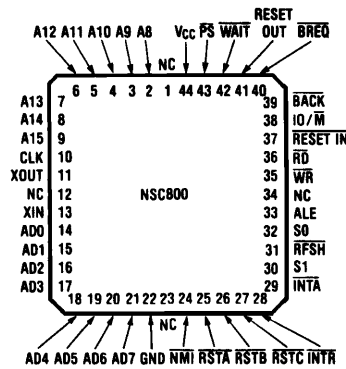 RESET
A12 A11 A10 A9 A8 VCC PS WAIT OUT BREQ
NC
6 5 4 3 2 1 44 43 42 41 40
A13 7 39 BACK
A14 8 38 IO/M
A15 9 37 RESET IN
CLK 10 36 RD
XOUT 11 35 WR
NC 12 NSC800 34 NC
XIN 13 33 ALE
AD0 14 32 S0
AD1 15 31 RFSH
AD2 16 30 S1
AD3 17 29 INTA
18 19 20 21 22 23 24 25 26 27 28
NC
AD4 AD5 AD6 AD7 GND NMI RSTA RSTB RSTC INTR